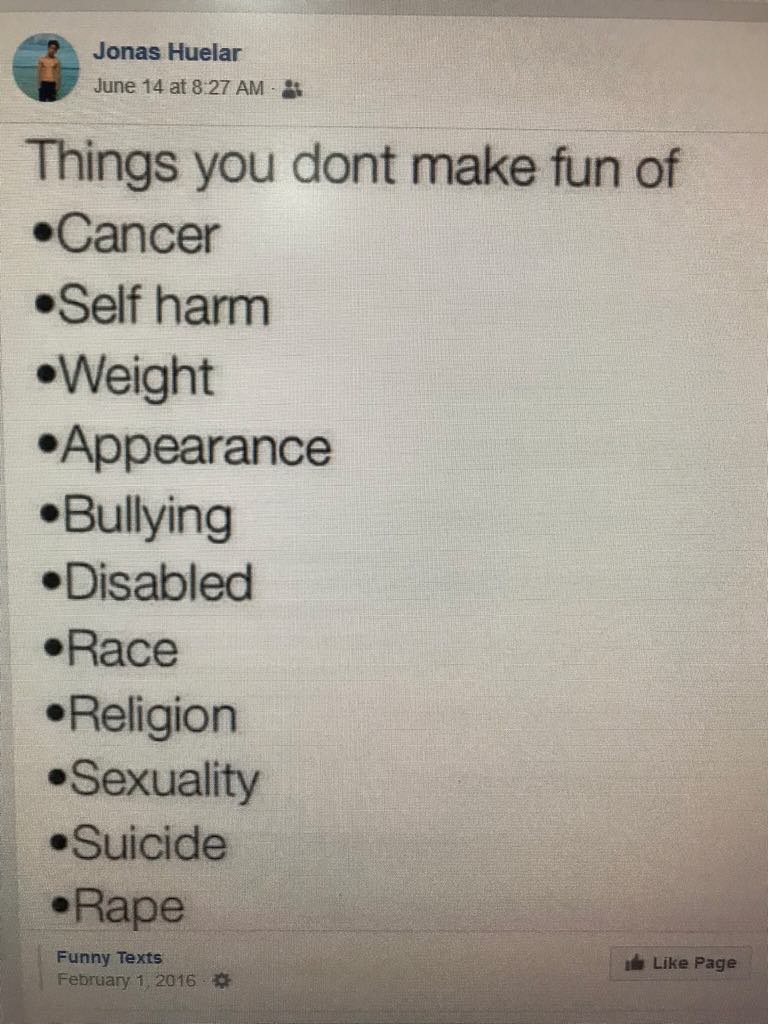 Jonas Huelar
June 14 at 8:27 AM ·
Things you dont make fun of
•Cancer
•Self harm
•Weight
•Appearance
•Bullying
•Disabled
•Race
•Religion
•Sexuality
•Suicide
•Rape
Funny Texts
February 1, 2016 ·
Like Page